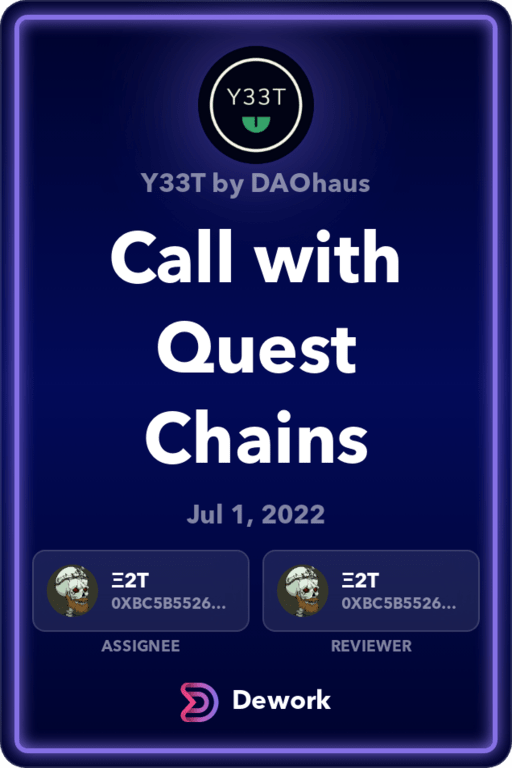 Y33T
Y33T by DAOhaus
Call with
Quest
Chains
Jul 1, 2022
Ξ2T
0XBC5B5526...
Ξ2T
0XBC5B5526...
ASSIGNEE
REVIEWER
Dework